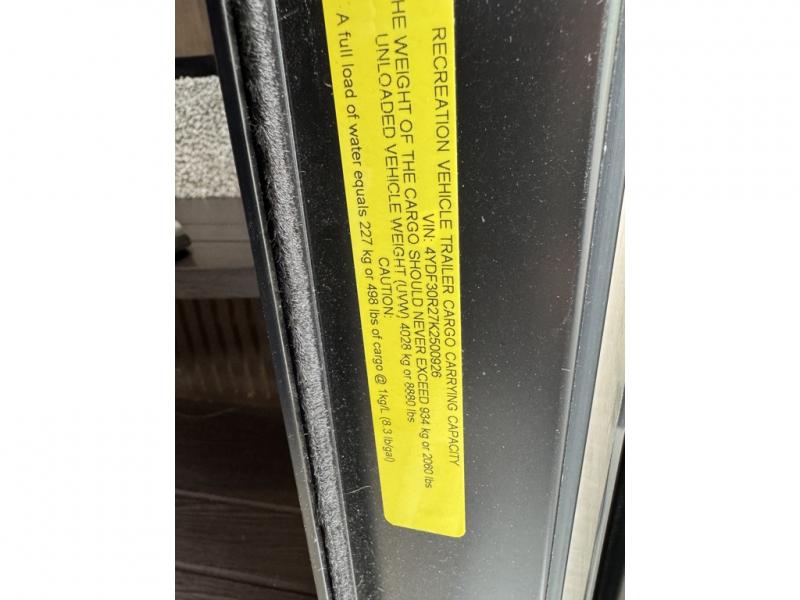 RECREATION VEHICLE TRAILER CARGO CARRYING CAPACITY
VIN: 4YDF30R27K2500926
HE WEIGHT OF THE CARGO SHOULD NEVER EXCEED 934 kg or 2060 lbs
UNLOADED VEHICLE WEIGHT (UVW) 4028 kg or 8880 lbs
CAUTION:
A full load of water equals 227 kg or 498 lbs of cargo @ 1kg/L (8.3 lb/gal)